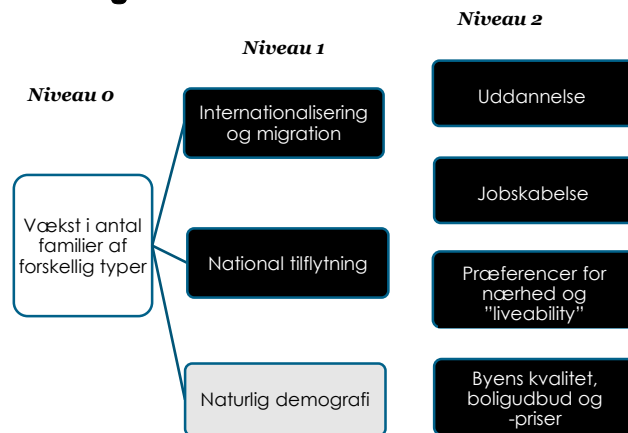 Niveau 0
Niveau 1
Niveau 2
Vækst i antal
familier af
forskellig typer
Internationalisering
og migration
National tilflytning
Naturlig demografi
Uddannelse
Jobskabelse
Præferencer for
nærhed og
"liveability"
Byens kvalitet,
boligudbud og
-priser